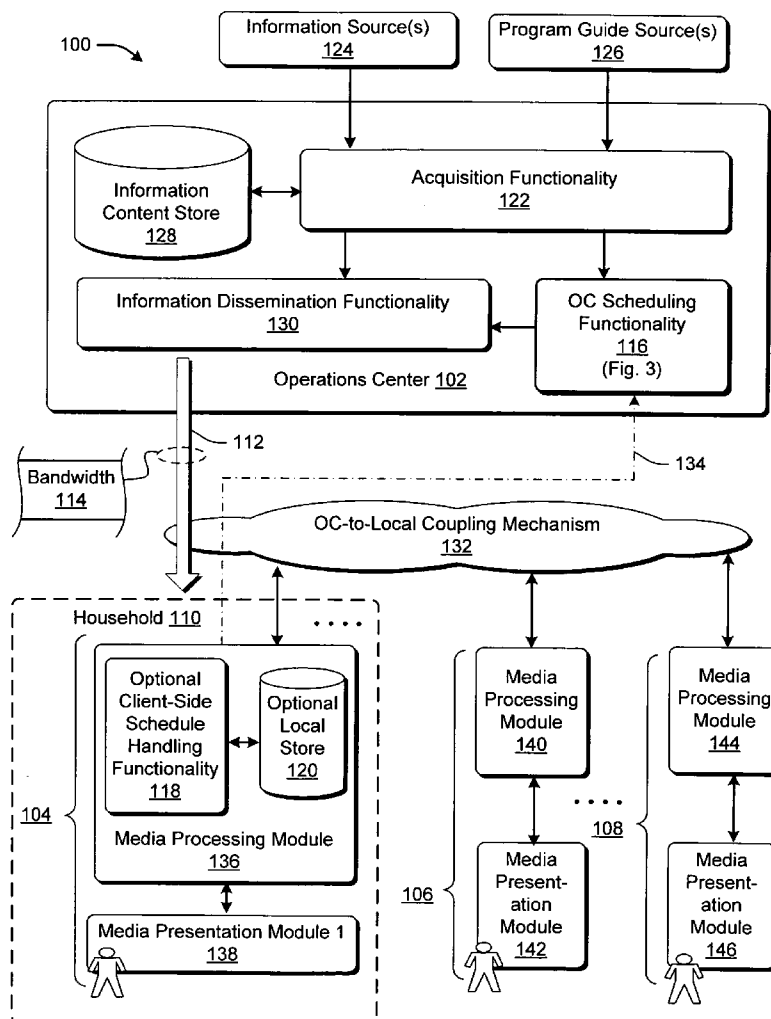 Information Source(s)
124
Program Guide Source(s)
126
100
Information
Content Store
128
Acquisition Functionality
122
Information Dissemination Functionality
130
OC Scheduling
Functionality
116
(Fig. 3)
Operations Center 102
112
134
Bandwidth
114
OC-to-Local Coupling Mechanism
132
Household 110
Optional
Client-Side
Schedule
Handling
Functionality
118
Optional
Local
Store
120
Media Processing Module
136
104
Media Presentation Module 1
138
Media
Processing
Module
140
106
Media
Present-
ation
Module
142
Media
Processing
Module
144
108
Media
Present-
ation
Module
146